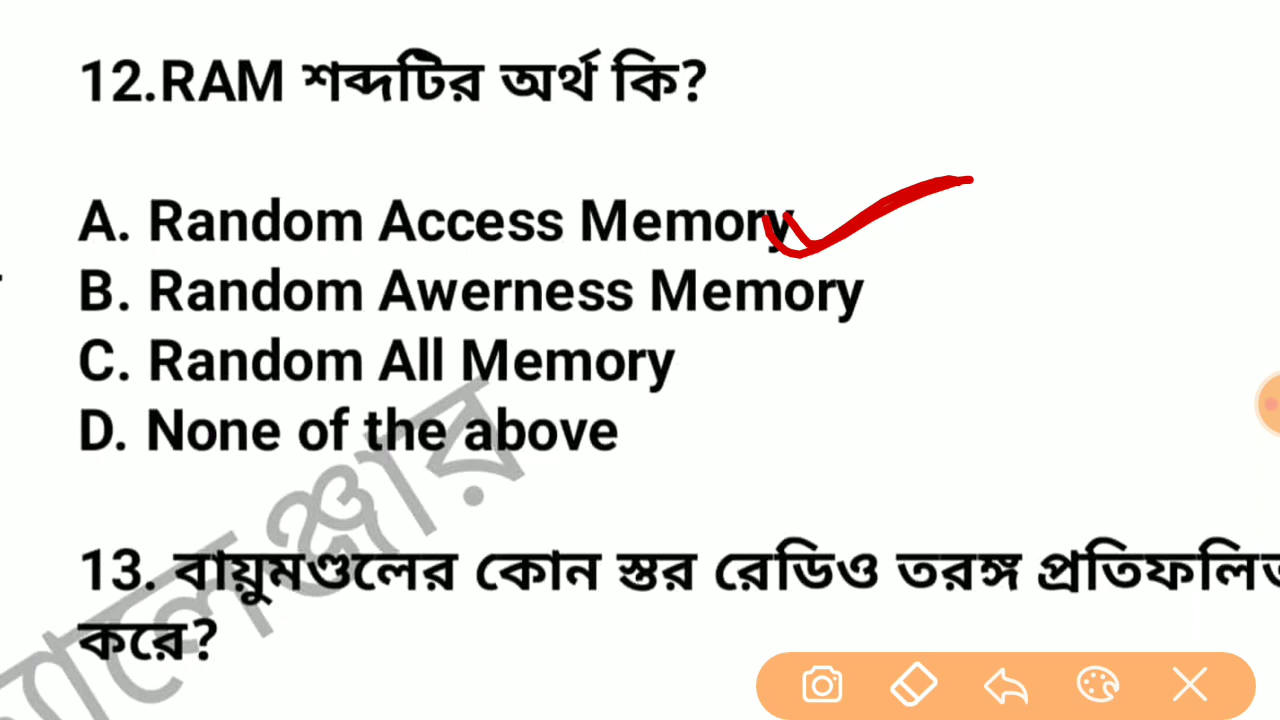 12.RAM শব্দটির অর্থ কি?
A. Random Access Memory
B. Random Awerness Memory
C. Random All Memory
D. None of the above
13. বায়ুমণ্ডলের কোন স্তর রেডিও তরঙ্গ প্রতিফলিত
করে?